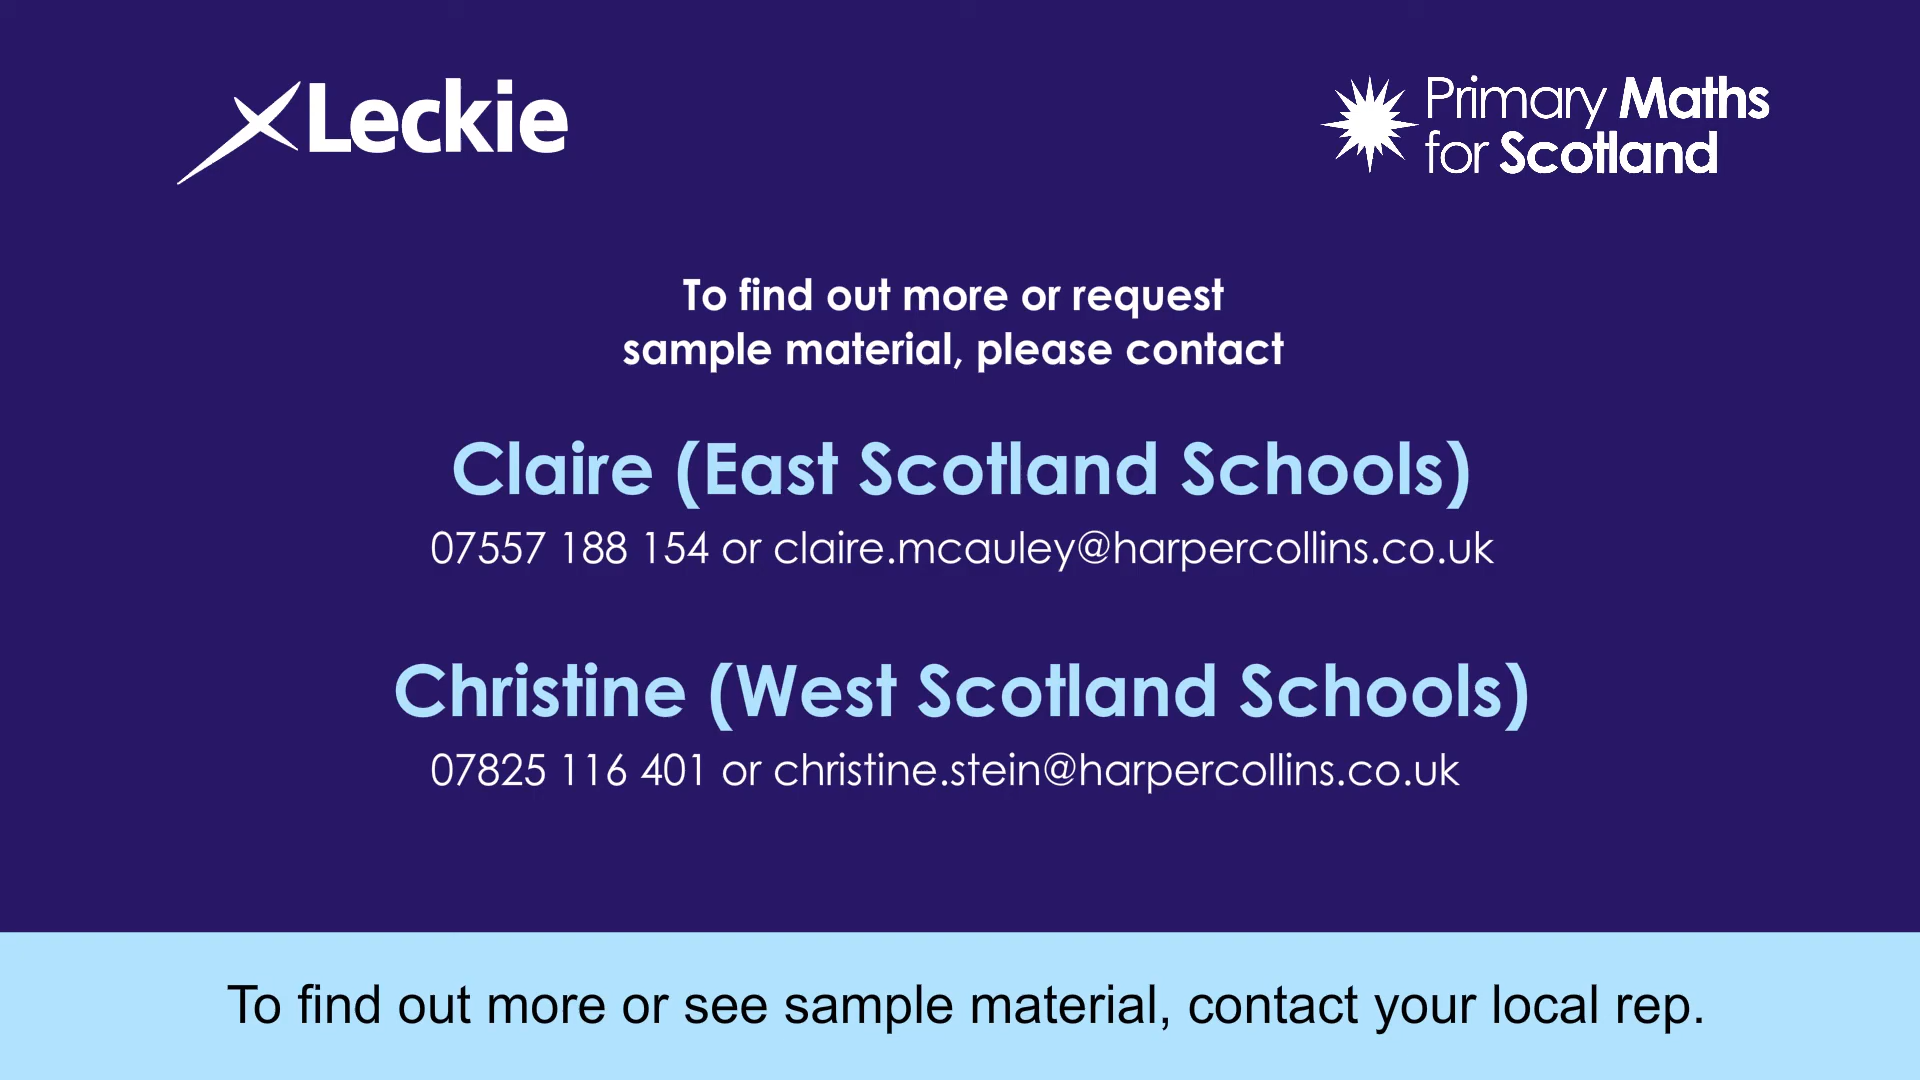 Leckie
Primary Maths
for Scotland
To find out more or request
sample material, please contact
Claire (East Scotland Schools)
07557 188 154 or claire.mcauley@harpercollins.co.uk
Christine (West Scotland Schools)
07825 116 401 or christine.stein@harpercollins.co.uk
To find out more or see sample material, contact your local rep.